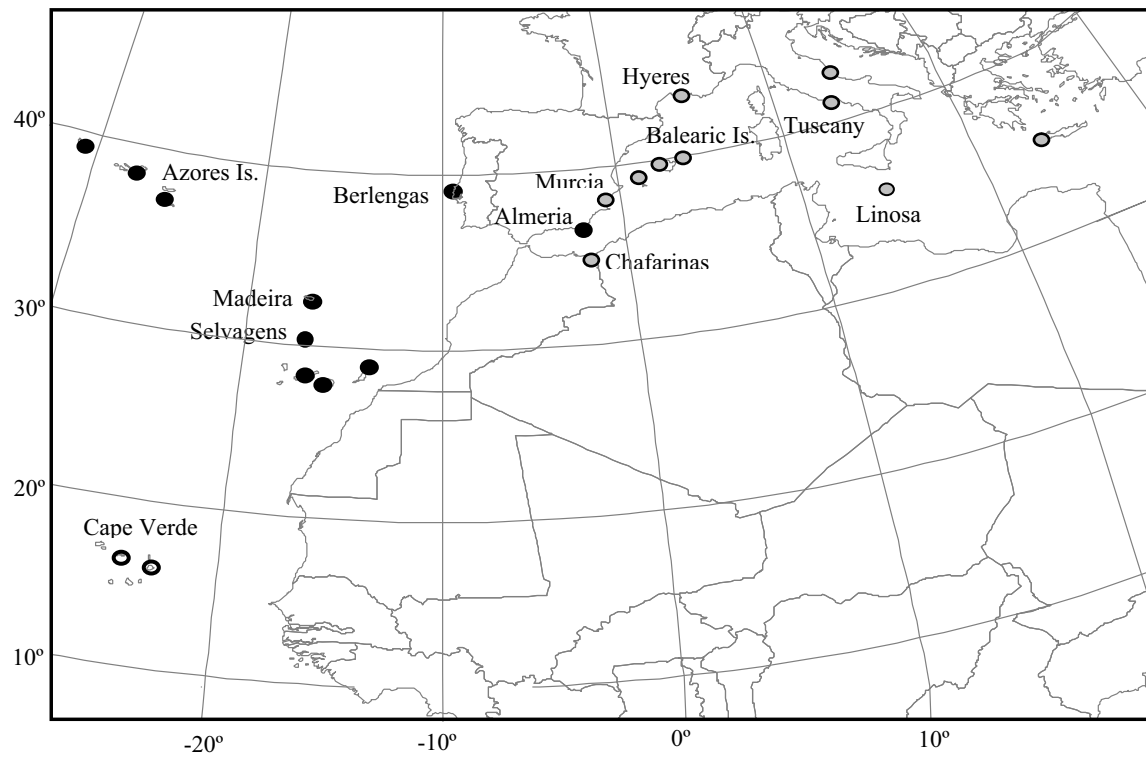 Hyeres
40º
Balearic Is.
Tuscany
Azores Is.
Murcia
Berlengas
Almeria
Linosa
Chafarinas
Madeira
30º
Selvagens
20º
Cape Verde
10º
-20º
-10º
0º
10º